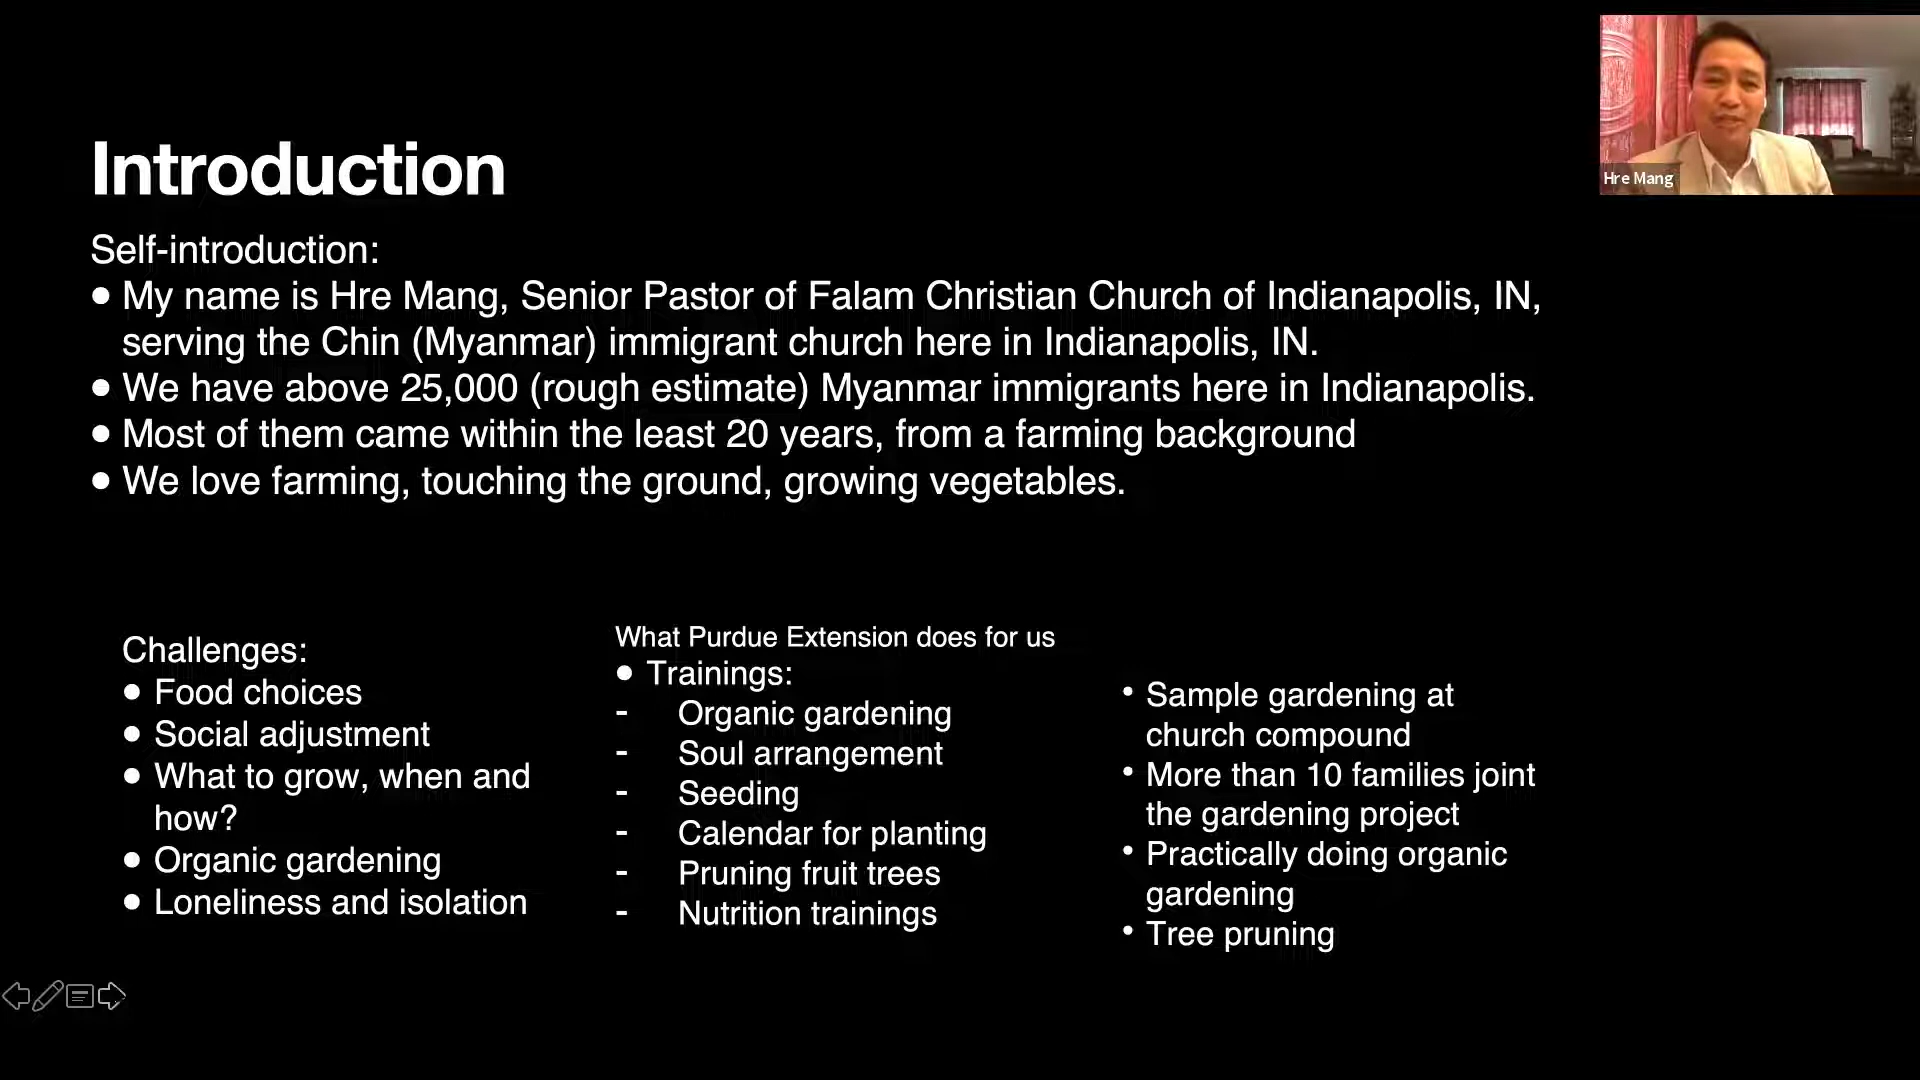 Introduction
Self-introduction:
● My name is Hre Mang, Senior Pastor of Falam Christian Church of Indianapolis, IN,
serving the Chin (Myanmar) immigrant church here in Indianapolis, IN.
● We have above 25,000 (rough estimate) Myanmar immigrants here in Indianapolis.
● Most of them came within the least 20 years, from a farming background
● We love farming, touching the ground, growing vegetables.
Challenges:
● Food choices
● Social adjustment
● What to grow, when and
how?
● Organic gardening
● Loneliness and isolation
What Purdue Extension does for us
● Trainings:
- Organic gardening
- Soul arrangement
- Seeding
- Calendar for planting
- Pruning fruit trees
- Nutrition trainings
• Sample gardening at
church compound
• More than 10 families joint
the gardening project
• Practically doing organic
gardening
• Tree pruning
Hre Mang